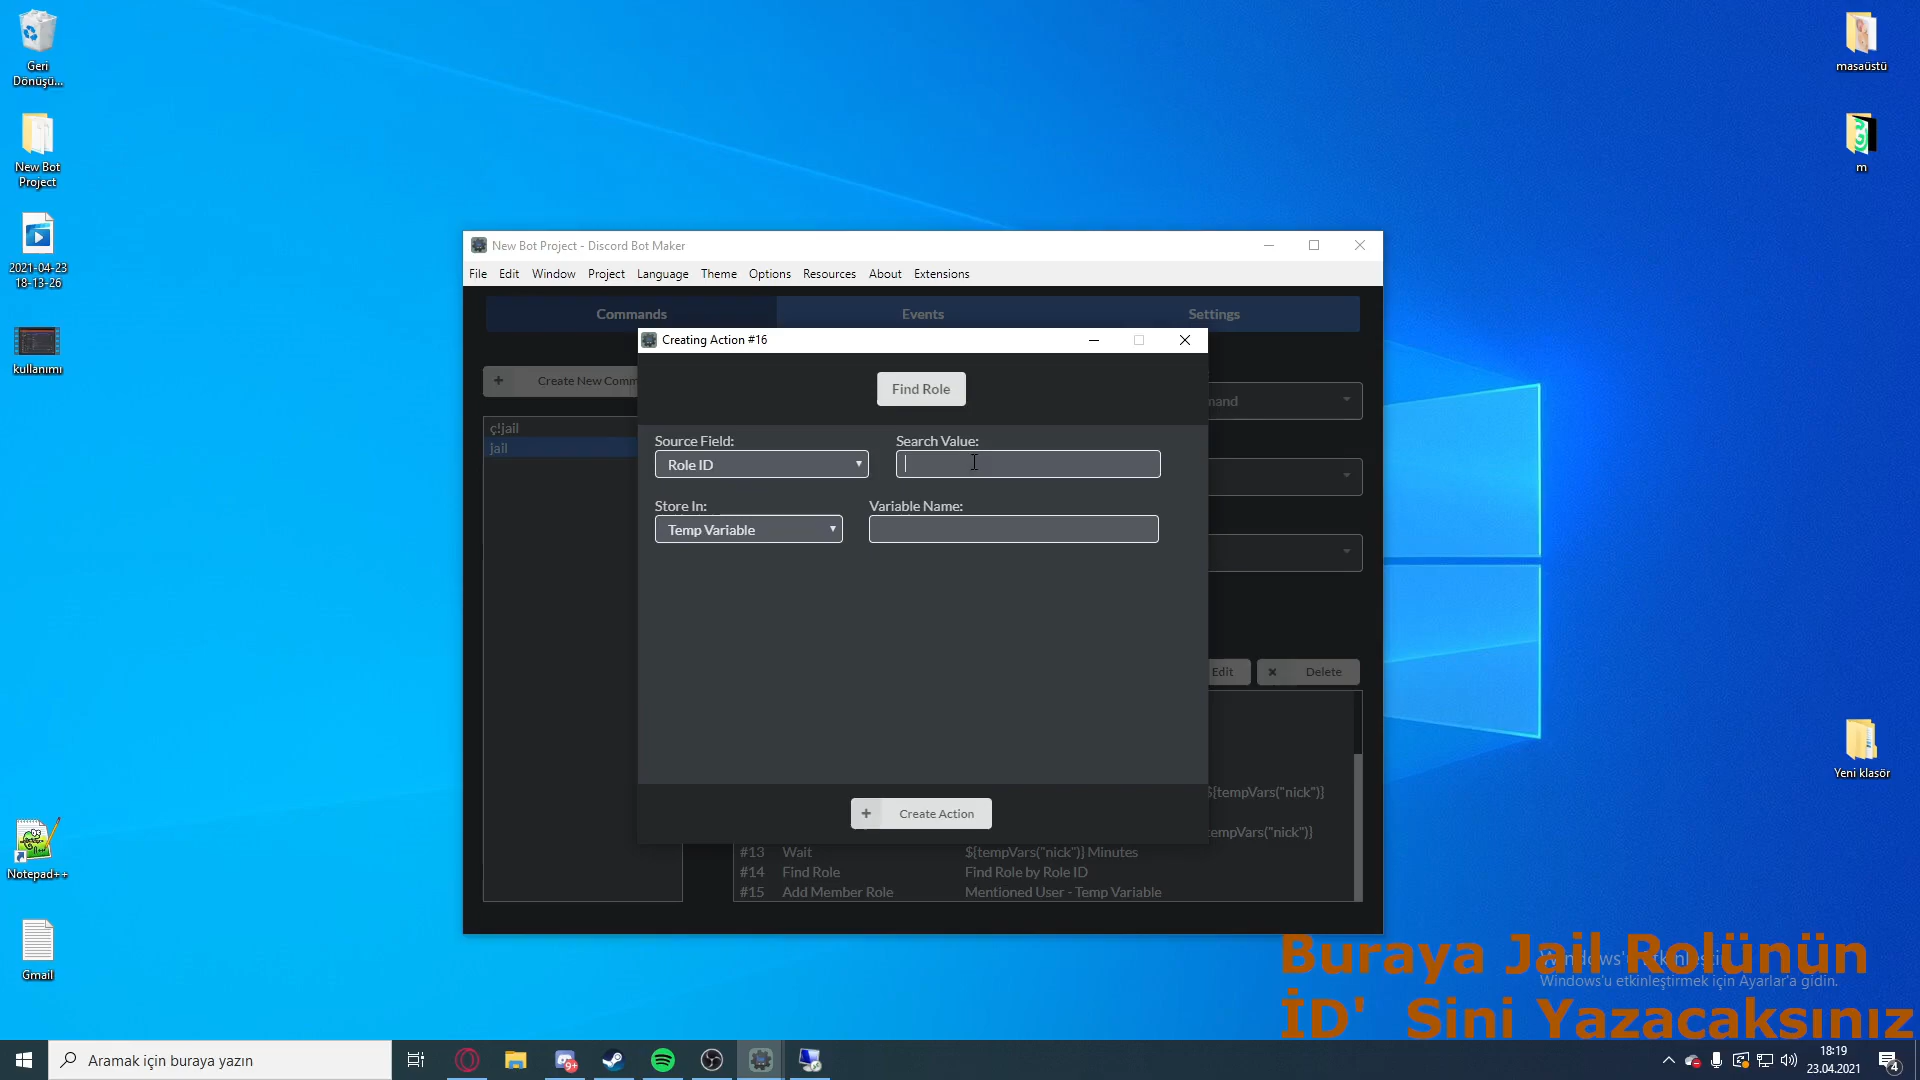 Geri
Dönüşü...
New Bot
Project
2021-04-23
18-13-26
kullanımı
Notepad++
Gmail
masaüstü
m
Yeni klasör
New Bot Project - Discord Bot Maker
File Edit Window Project Language Theme Options Resources About Extensions
Commands Events Settings
Creating Action #16
Create New Comm
ç!jail
jail
Find Role
Source Field: Search Value:
Role ID
Store In: Variable Name:
Temp Variable
Create Action
mand
Edit Delete
${tempVars("nick")}
empVars("nick")}
#13 Wait ${tempVars("nick")} Minutes
#14 Find Role Find Role by Role ID
#15 Add Member Role Mentioned User - Temp Variable
Buraya Jail Rolünün
İD' Sini Yazacaksınız
Windows'u etkinleştirmek için Ayarlar'a gidin.
Aramak için buraya yazın
9+
18:19
23.04.2021
4